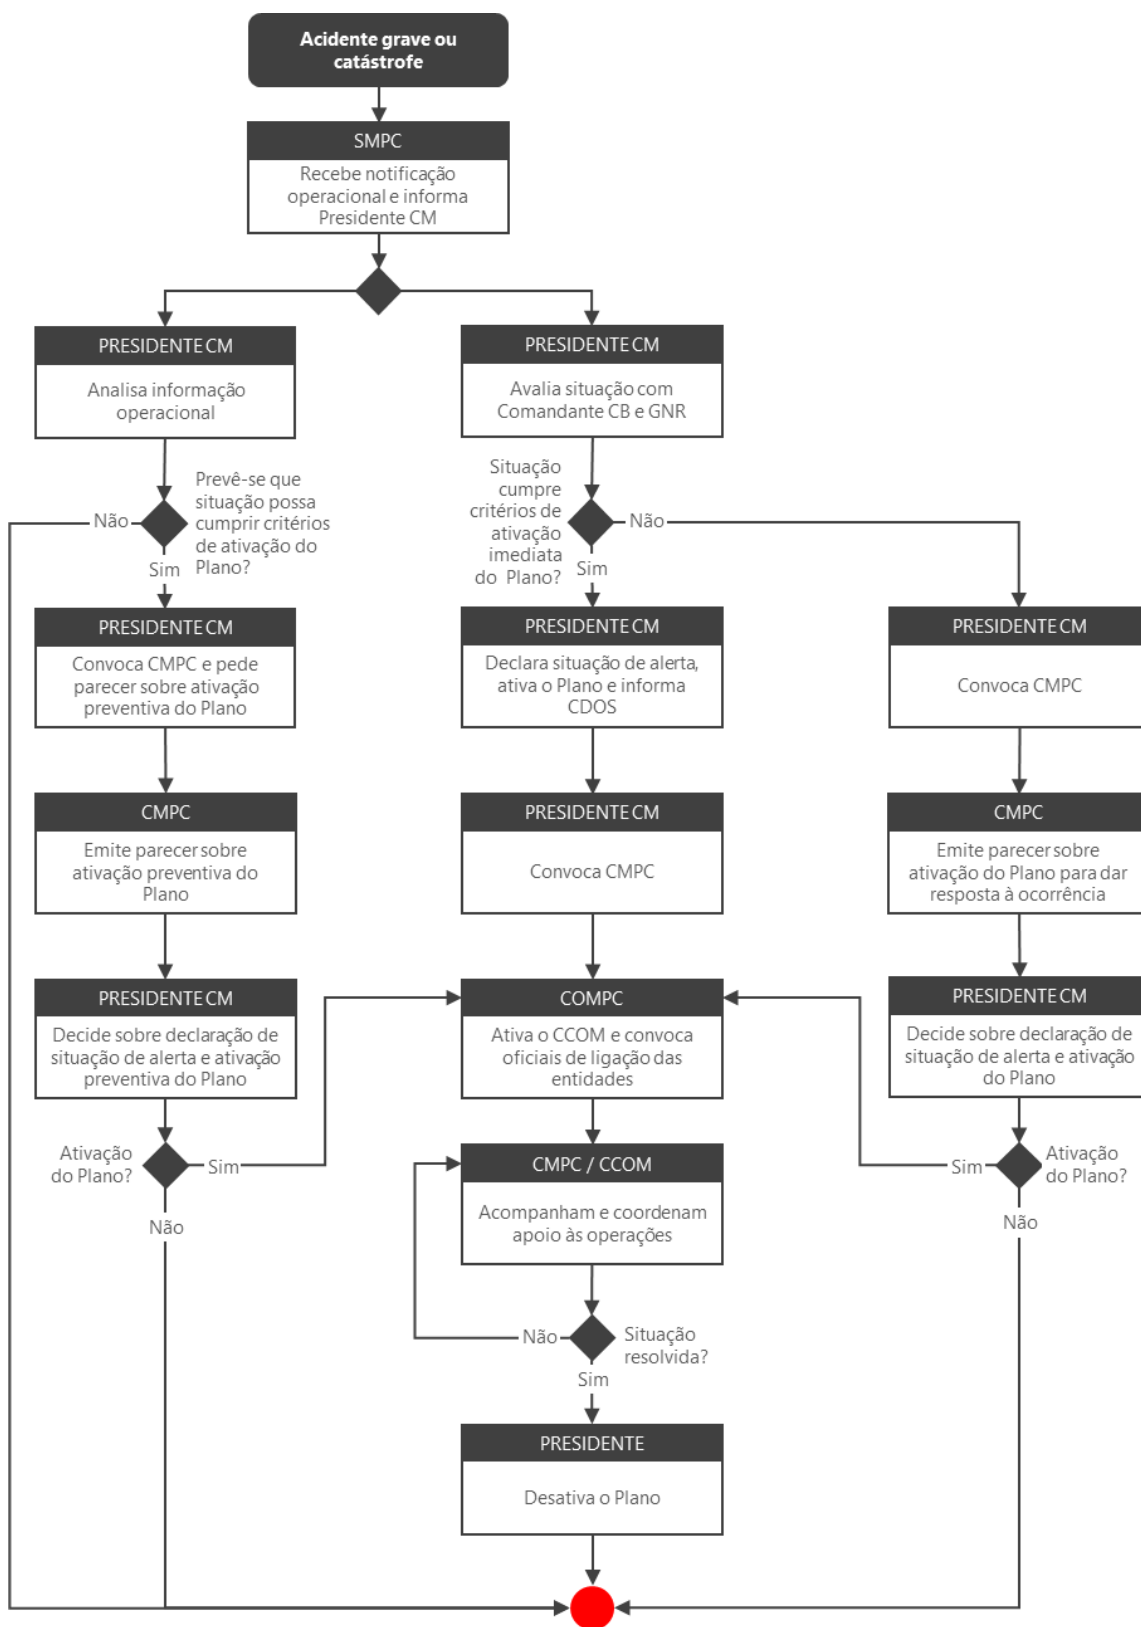 Acidente grave ou
catástrofe
SMPC
Recebe notificação
operacional e informa
Presidente CM
PRESIDENTE CM
Analisa informação
operacional
PRESIDENTE CM
Avalia situação com
Comandante CB e GNR
Prevê-se que
situação possa
cumprir critérios
de ativação do
Plano?
Não
Sim
Situação
cumpre
critérios de
ativação
imediata
do Plano?
Não
Sim
PRESIDENTE CM
Convoca CMPC e pede
parecer sobre ativação
preventiva do Plano
PRESIDENTE CM
Declara situação de alerta,
ativa o Plano e informa
CDOS
PRESIDENTE CM
Convoca CMPC
CMPC
Emite parecer sobre
ativação preventiva do
Plano
PRESIDENTE CM
Convoca CMPC
CMPC
Emite parecer sobre
ativação do Plano para dar
resposta à ocorrência
PRESIDENTE CM
Decide sobre declaração de
situação de alerta e ativação
preventiva do Plano
COMPC
Ativa o CCOM e convoca
oficiais de ligação das
entidades
PRESIDENTE CM
Decide sobre declaração de
situação de alerta e ativação
do Plano
Ativação
do Plano?
Sim
Não
CMPC / CCOM
Acompanham e coordenam
apoio às operações
Sim
Ativação
do Plano?
Não
Não
Situação
resolvida?
Sim
PRESIDENTE
Desativa o Plano